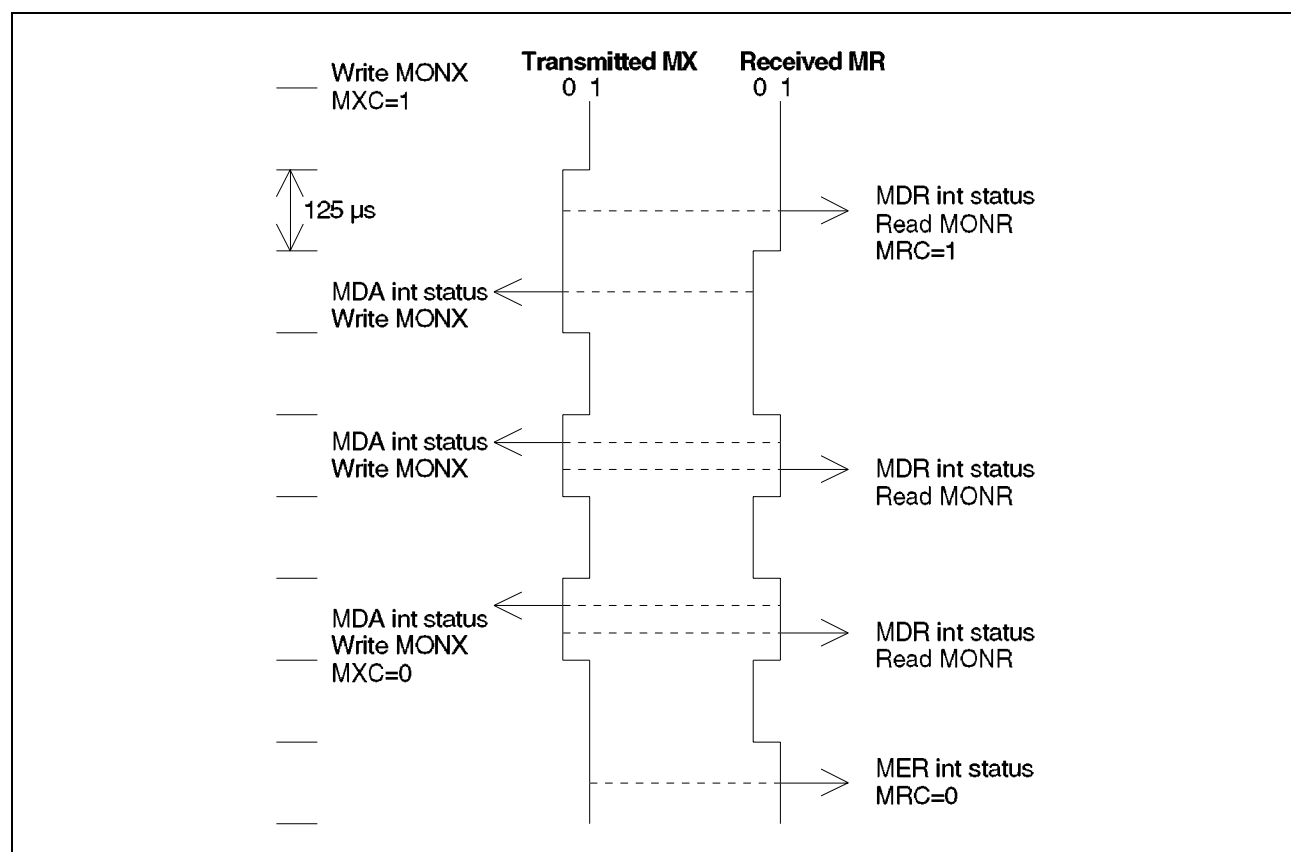 Transmitted MX Received MR
0 1 0 1
Write MONX
MXC=1
125 µs
MDR int status
Read MONR
MRC=1
MDA int status
Write MONX
MDA int status
Write MONX
MDR int status
Read MONR
MDA int status
Write MONX
MXC=0
MDR int status
Read MONR
MER int status
MRC=0